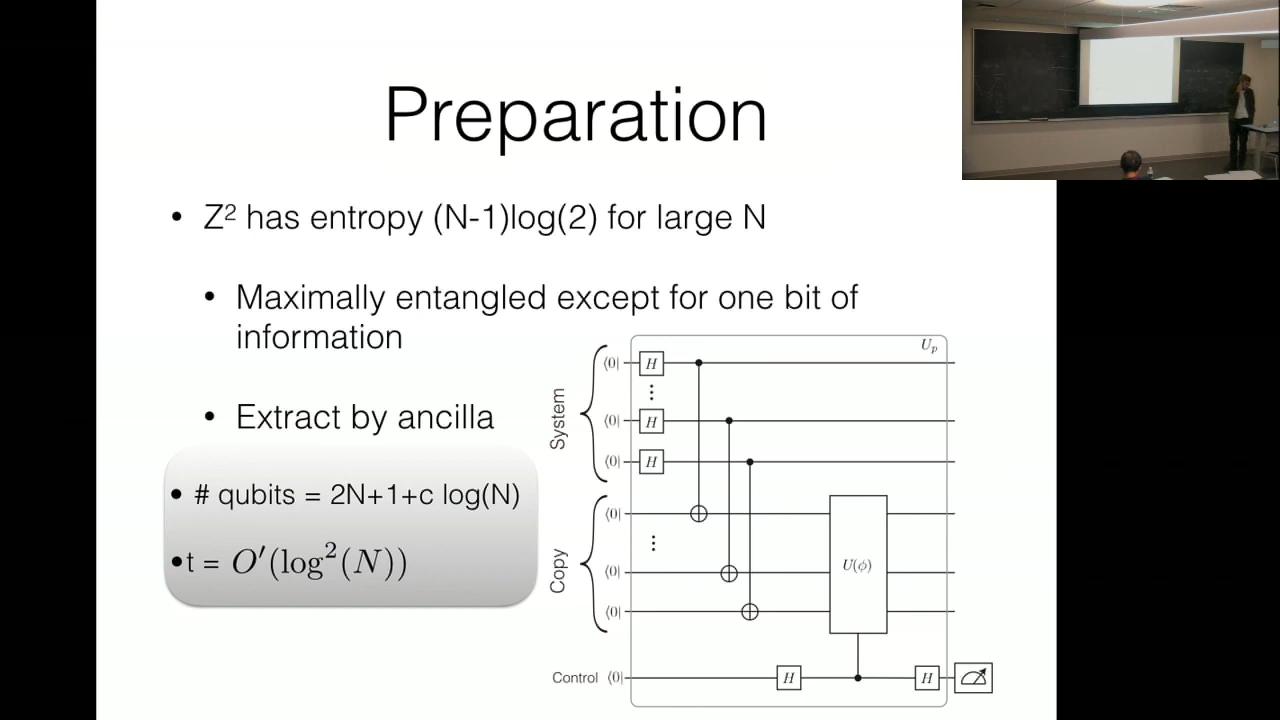 Preparation
• Z² has entropy (N-1)log(2) for large N
• Maximally entangled except for one bit of
information
• Extract by ancilla
• # qubits = 2N+1+c log(N)
•t = O′(log²(N))
U_p
System
⟨0| H
⋮
⟨0| H
⟨0| H
Copy
⟨0|
⋮
⟨0| U(ϕ)
⟨0|
Control ⟨0| H H